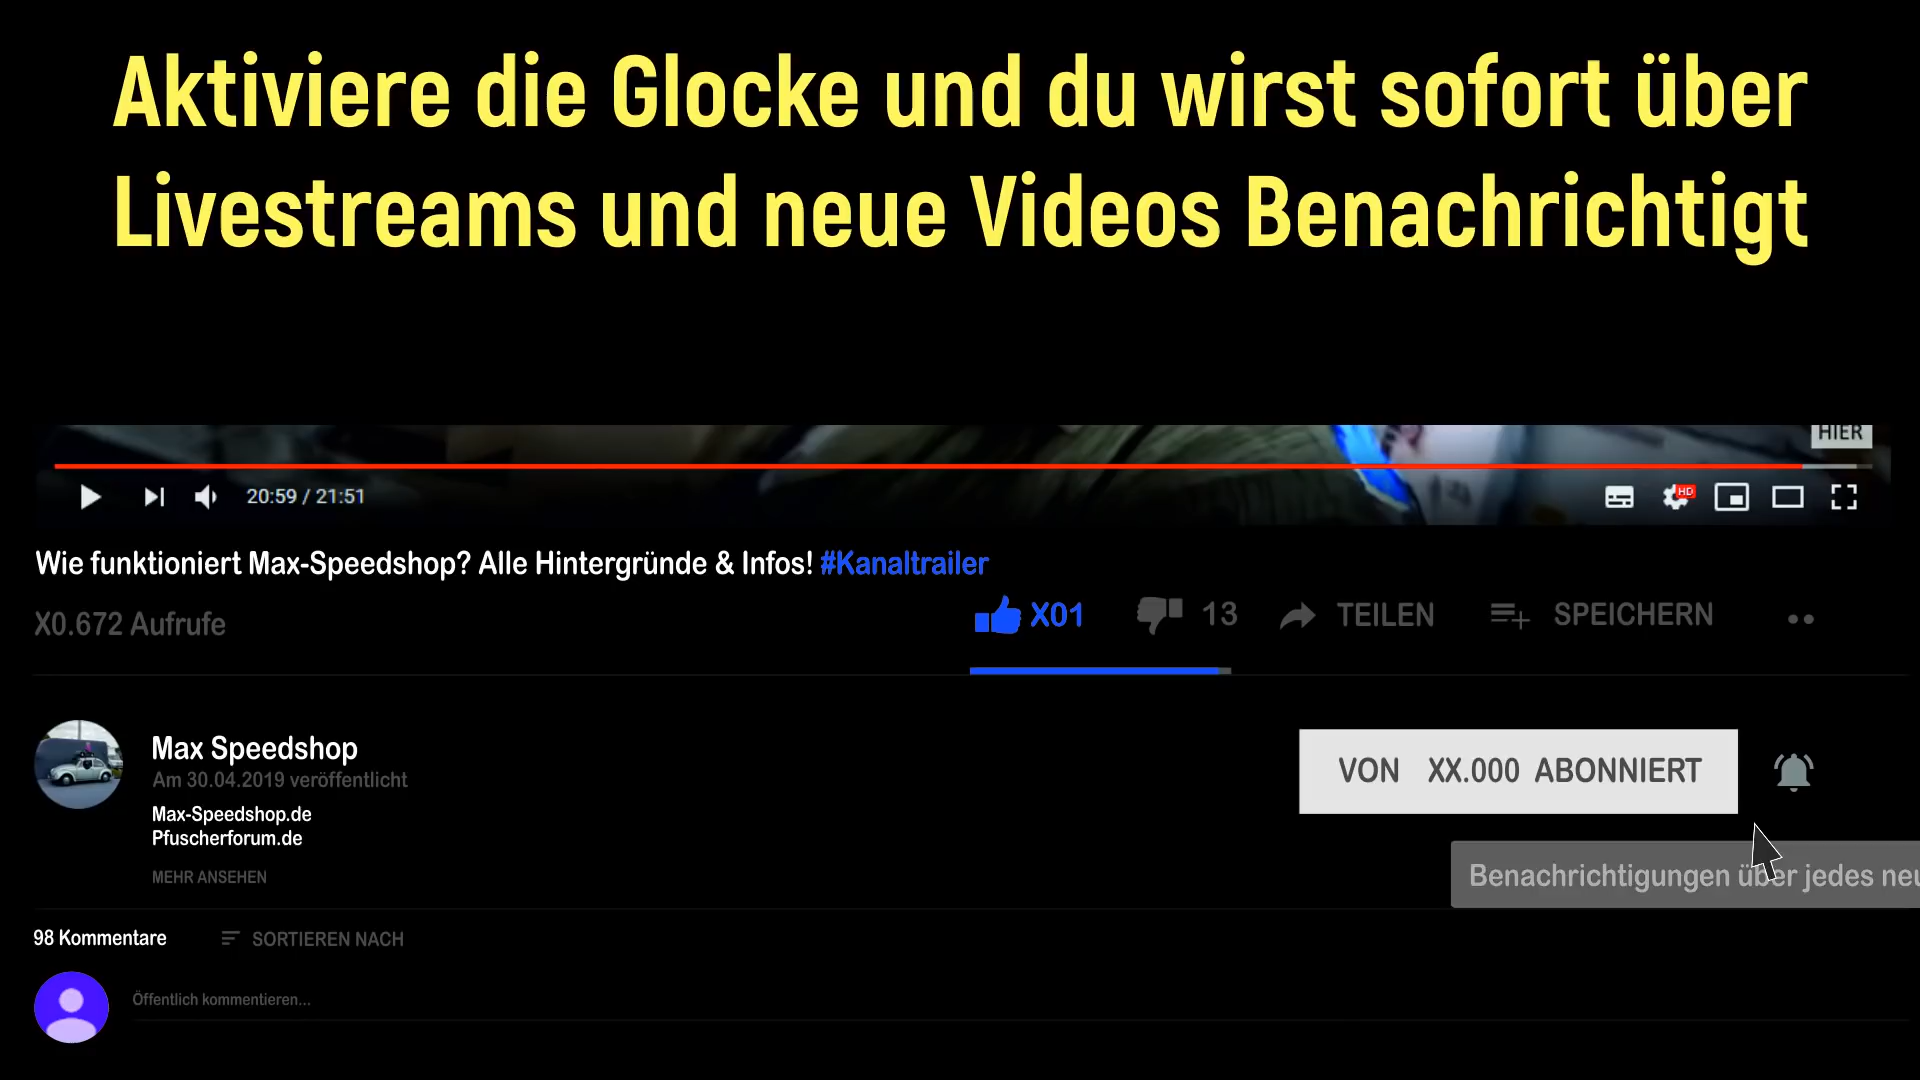 Aktiviere die Glocke und du wirst sofort über
Livestreams und neue Videos Benachrichtigt
HIER
20:59 / 21:51
HD
Wie funktioniert Max-Speedshop? Alle Hintergründe & Infos! #Kanaltrailer
X0.672 Aufrufe
X01
13
TEILEN
SPEICHERN
Max Speedshop
Am 30.04.2019 veröffentlicht
VON XX.000 ABONNIERT
Max-Speedshop.de
Pfuscherforum.de
Benachrichtigungen über jedes neu
MEHR ANSEHEN
98 Kommentare
SORTIEREN NACH
Öffentlich kommentieren...